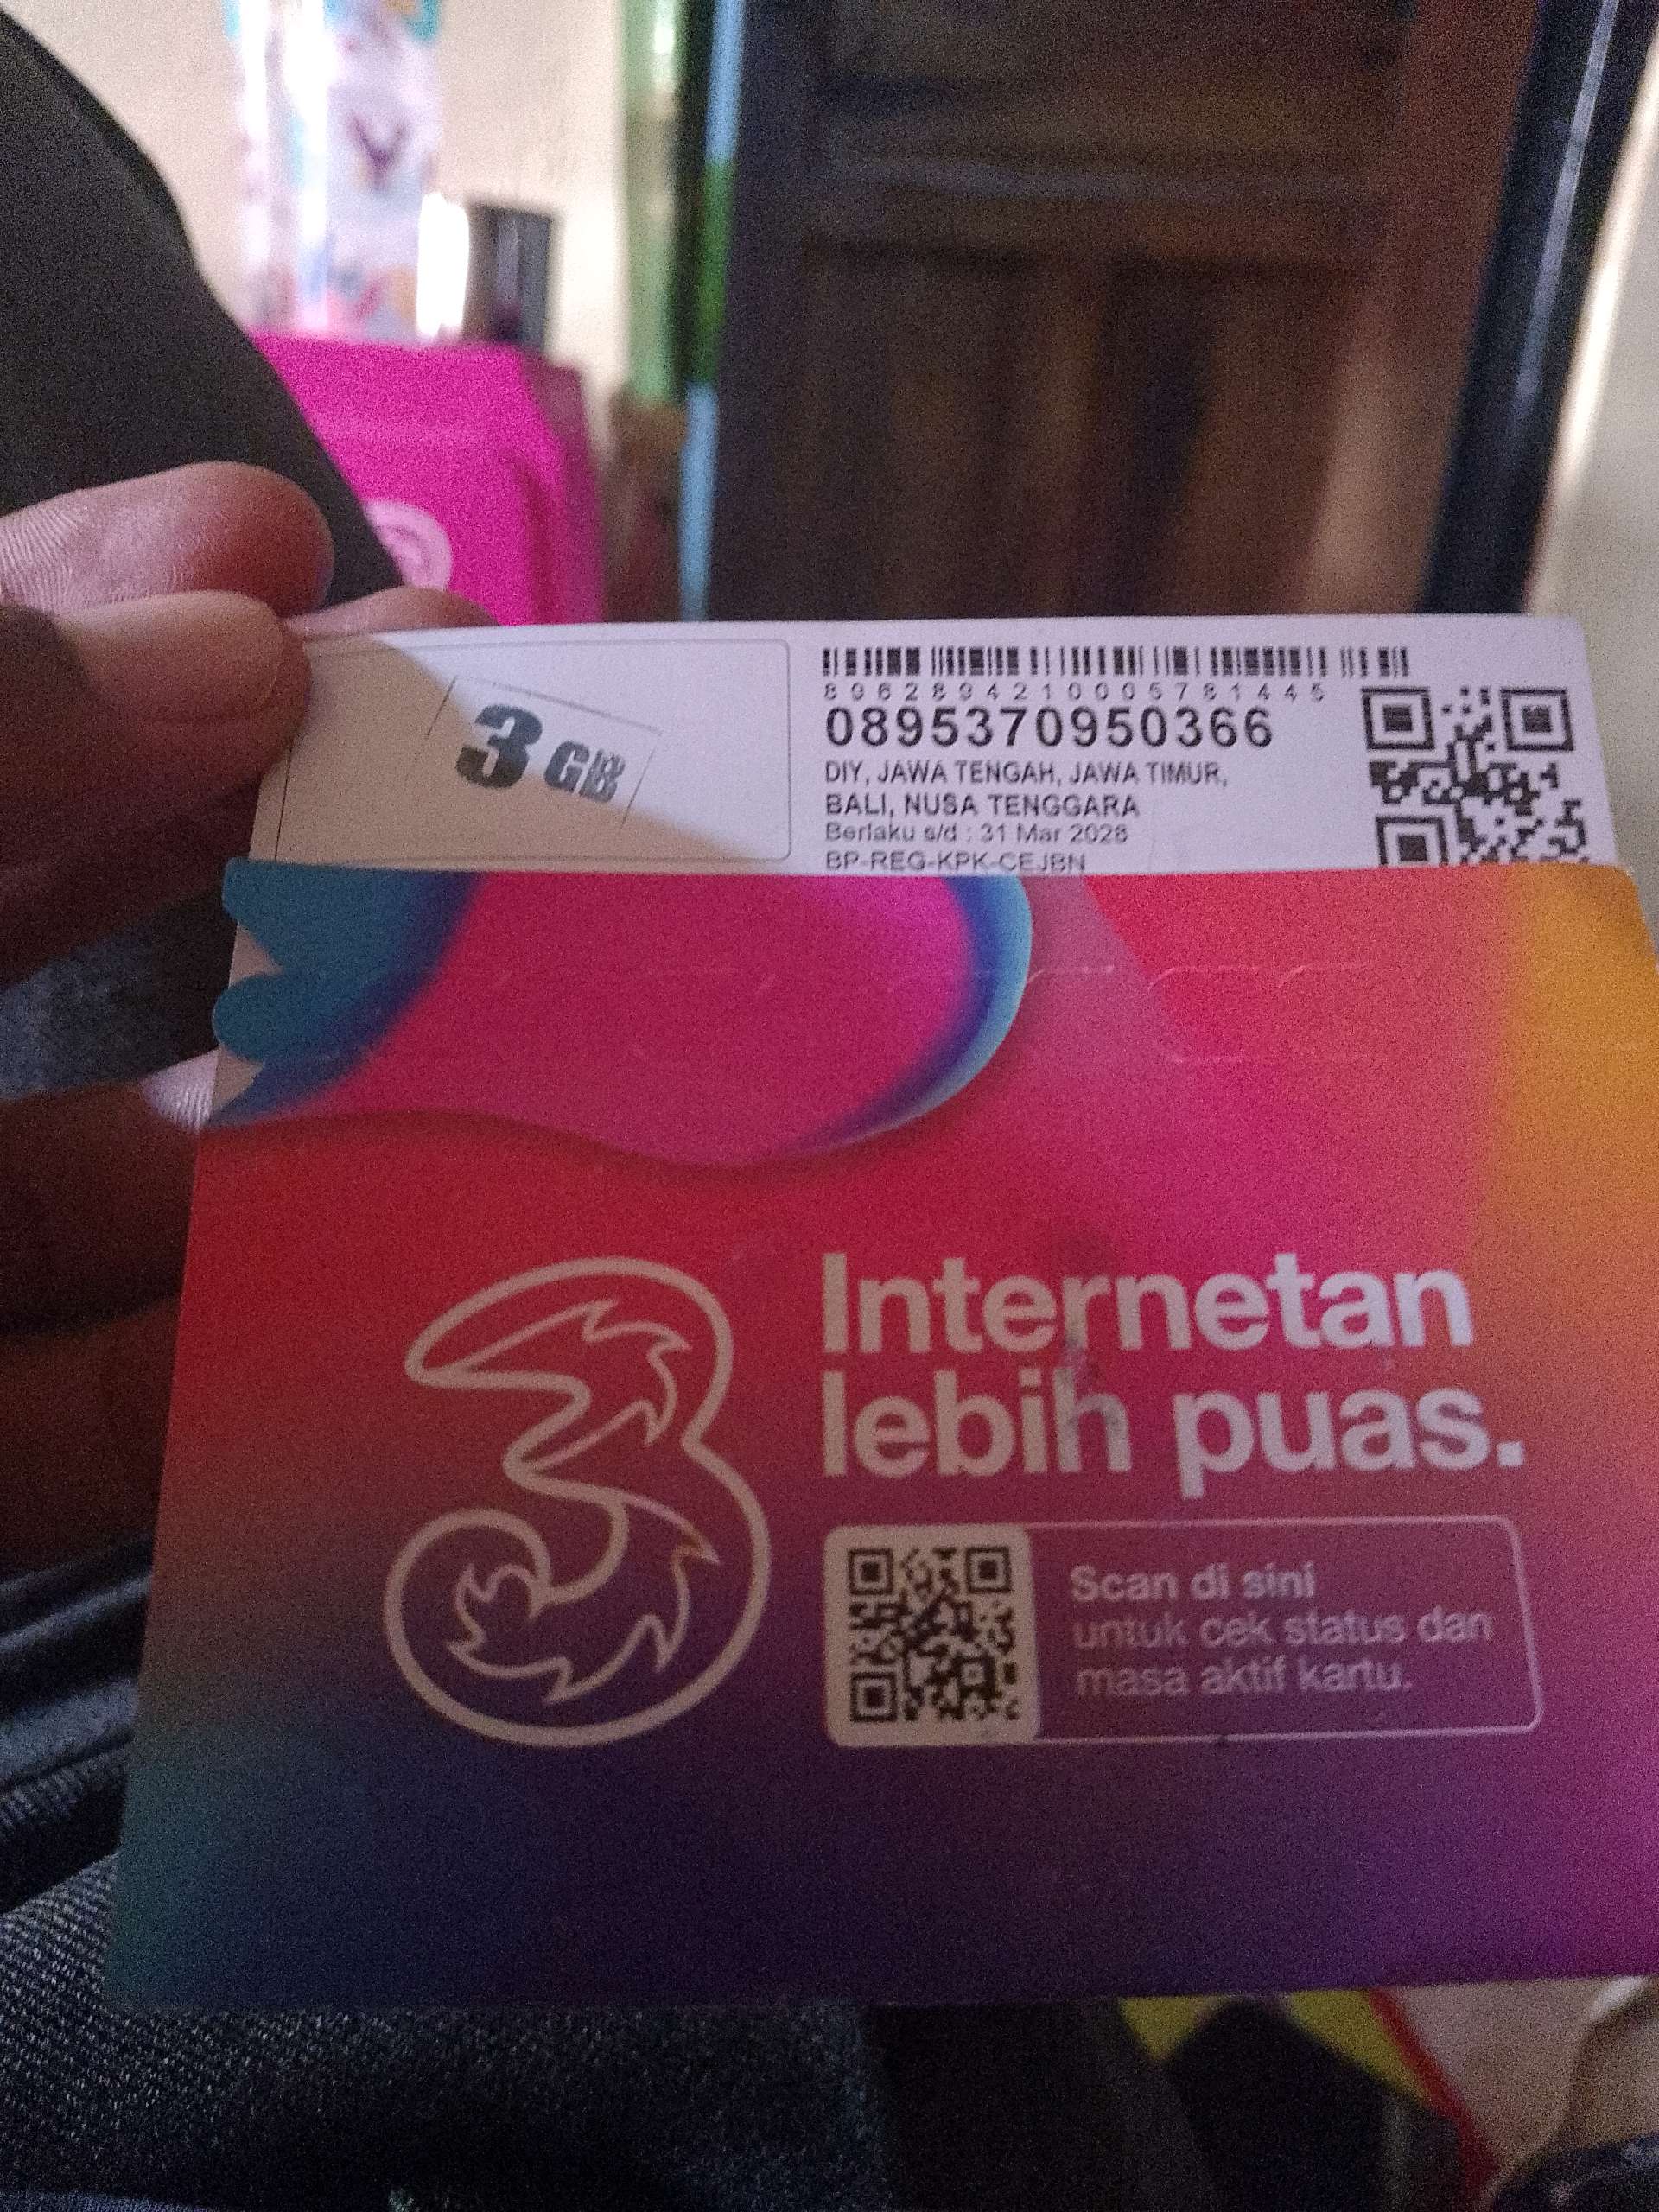 3 GB
8962894210005781445
0895370950366
DIY, JAWA TENGAH, JAWA TIMUR,
BALI, NUSA TENGGARA
Berlaku s/d : 31 Mar 2028
BP-REG-KPK-CEJBN
3
Internetan
lebih puas.
Scan di sini
untuk cek status dan
masa aktif kartu.